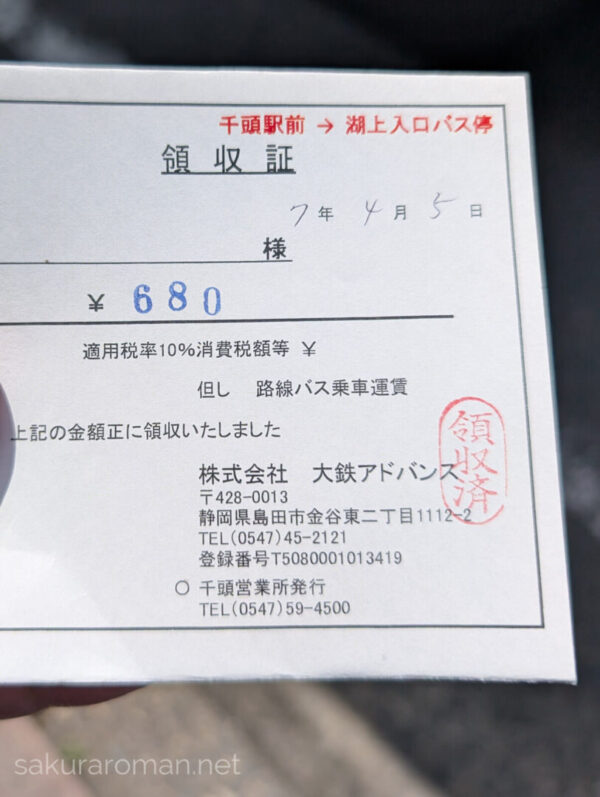 千頭駅前 → 湖上入口バス停
領収証
7年 4月 5日
様
¥ 680
適用税率10%消費税額等 ¥
但し 路線バス乗車運賃
上記の金額正に領収いたしました
領収済
株式会社 大鉄アドバンス
〒428-0013
静岡県島田市金谷東二丁目1112-2
TEL(0547)45-2121
登録番号T5080001013419
○ 千頭営業所発行
TEL(0547)59-4500
sakuraroman.net